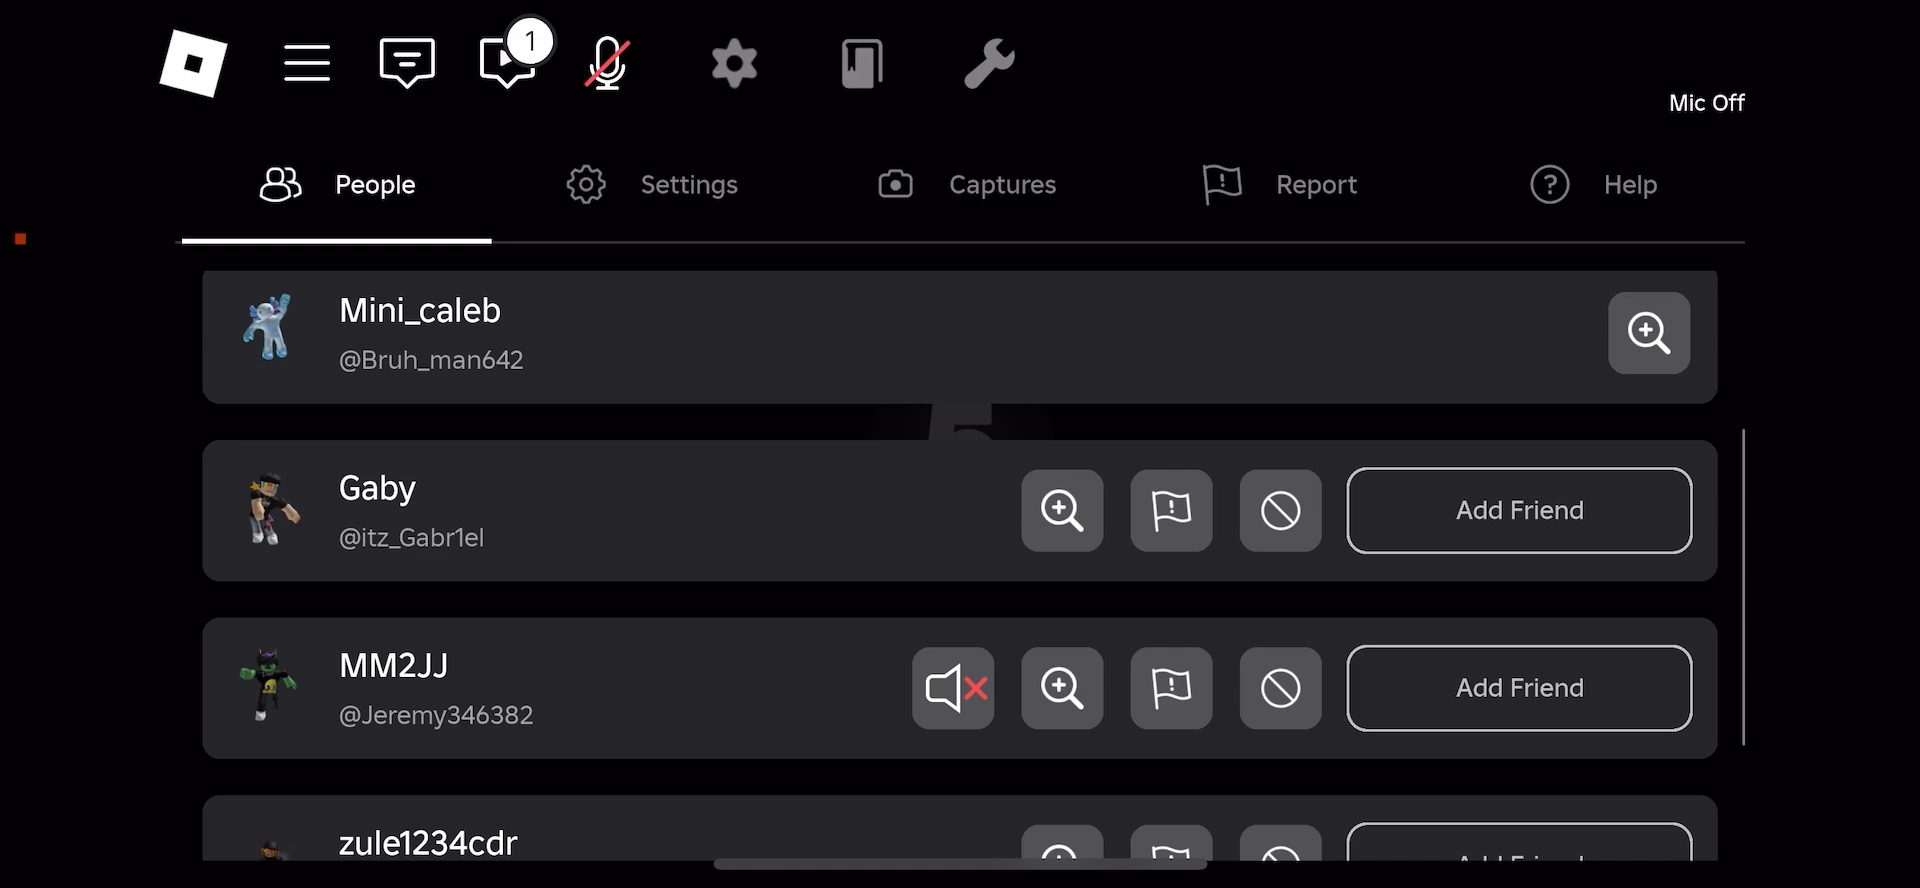 1
Mic Off
People
Settings
Captures
Report
Help
Mini_caleb
@Bruh_man642
5
Gaby
@itz_Gabr1el
Add Friend
MM2JJ
@Jeremy346382
Add Friend
zule1234cdr